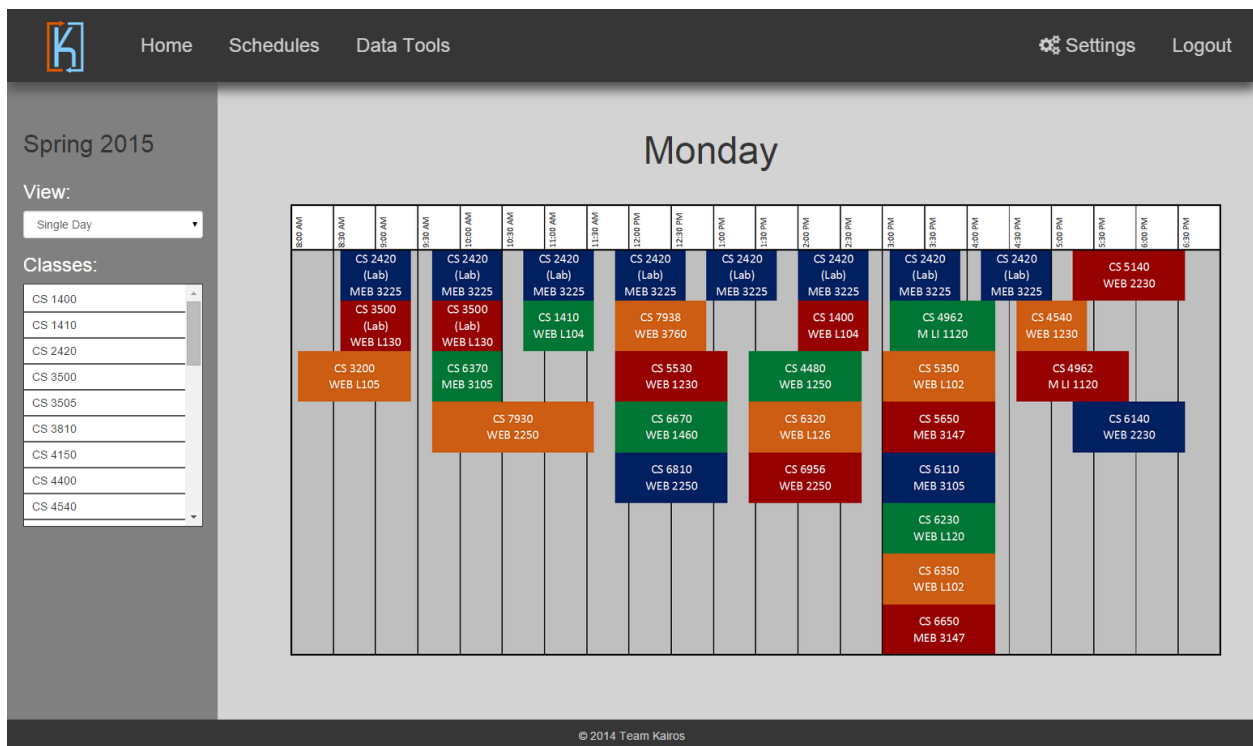 Home
Schedules
Data Tools
Settings
Logout
Spring 2015
View:
Single Day
Classes:
CS 1400
CS 1410
CS 2420
CS 3500
CS 3505
CS 3810
CS 4150
CS 4400
CS 4540
Monday
8:00 AM
8:30 AM
9:00 AM
9:30 AM
10:00 AM
10:30 AM
11:00 AM
11:30 AM
12:00 PM
12:30 PM
1:00 PM
1:30 PM
2:00 PM
2:30 PM
3:00 PM
3:30 PM
4:00 PM
4:30 PM
5:00 PM
5:30 PM
6:00 PM
6:30 PM
CS 2420
(Lab)
MEB 3225
CS 2420
(Lab)
MEB 3225
CS 2420
(Lab)
MEB 3225
CS 2420
(Lab)
MEB 3225
CS 2420
(Lab)
MEB 3225
CS 2420
(Lab)
MEB 3225
CS 2420
(Lab)
MEB 3225
CS 2420
(Lab)
MEB 3225
CS 5140
WEB 2230
CS 3500
(Lab)
WEB L130
CS 3500
(Lab)
WEB L130
CS 1410
WEB L104
CS 7938
WEB 3760
CS 1400
WEB L104
CS 4962
M LI 1120
CS 4540
WEB 1230
CS 3200
WEB L105
CS 6370
MEB 3105
CS 5530
WEB 1230
CS 4480
WEB 1250
CS 5350
WEB L102
CS 4962
M LI 1120
CS 7930
WEB 2250
CS 6670
WEB 1460
CS 6320
WEB L126
CS 5650
MEB 3147
CS 6140
WEB 2230
CS 6810
WEB 2250
CS 6956
WEB 2250
CS 6110
MEB 3105
CS 6230
WEB L120
CS 6350
WEB L102
CS 6650
MEB 3147
© 2014 Team Kairos